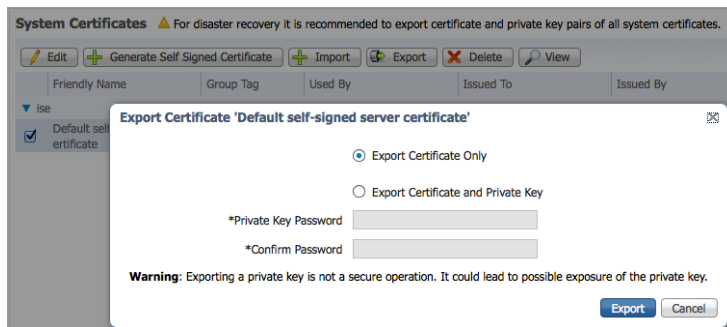 System Certificates For disaster recovery it is recommended to export certificate and private key pairs of all system certificates.
Edit Generate Self Signed Certificate Import Export Delete View
Friendly Name Group Tag Used By Issued To Issued By
ise
Default self
ertificate
Export Certificate 'Default self-signed server certificate'
Export Certificate Only
Export Certificate and Private Key
*Private Key Password
*Confirm Password
Warning: Exporting a private key is not a secure operation. It could lead to possible exposure of the private key.
Export Cancel